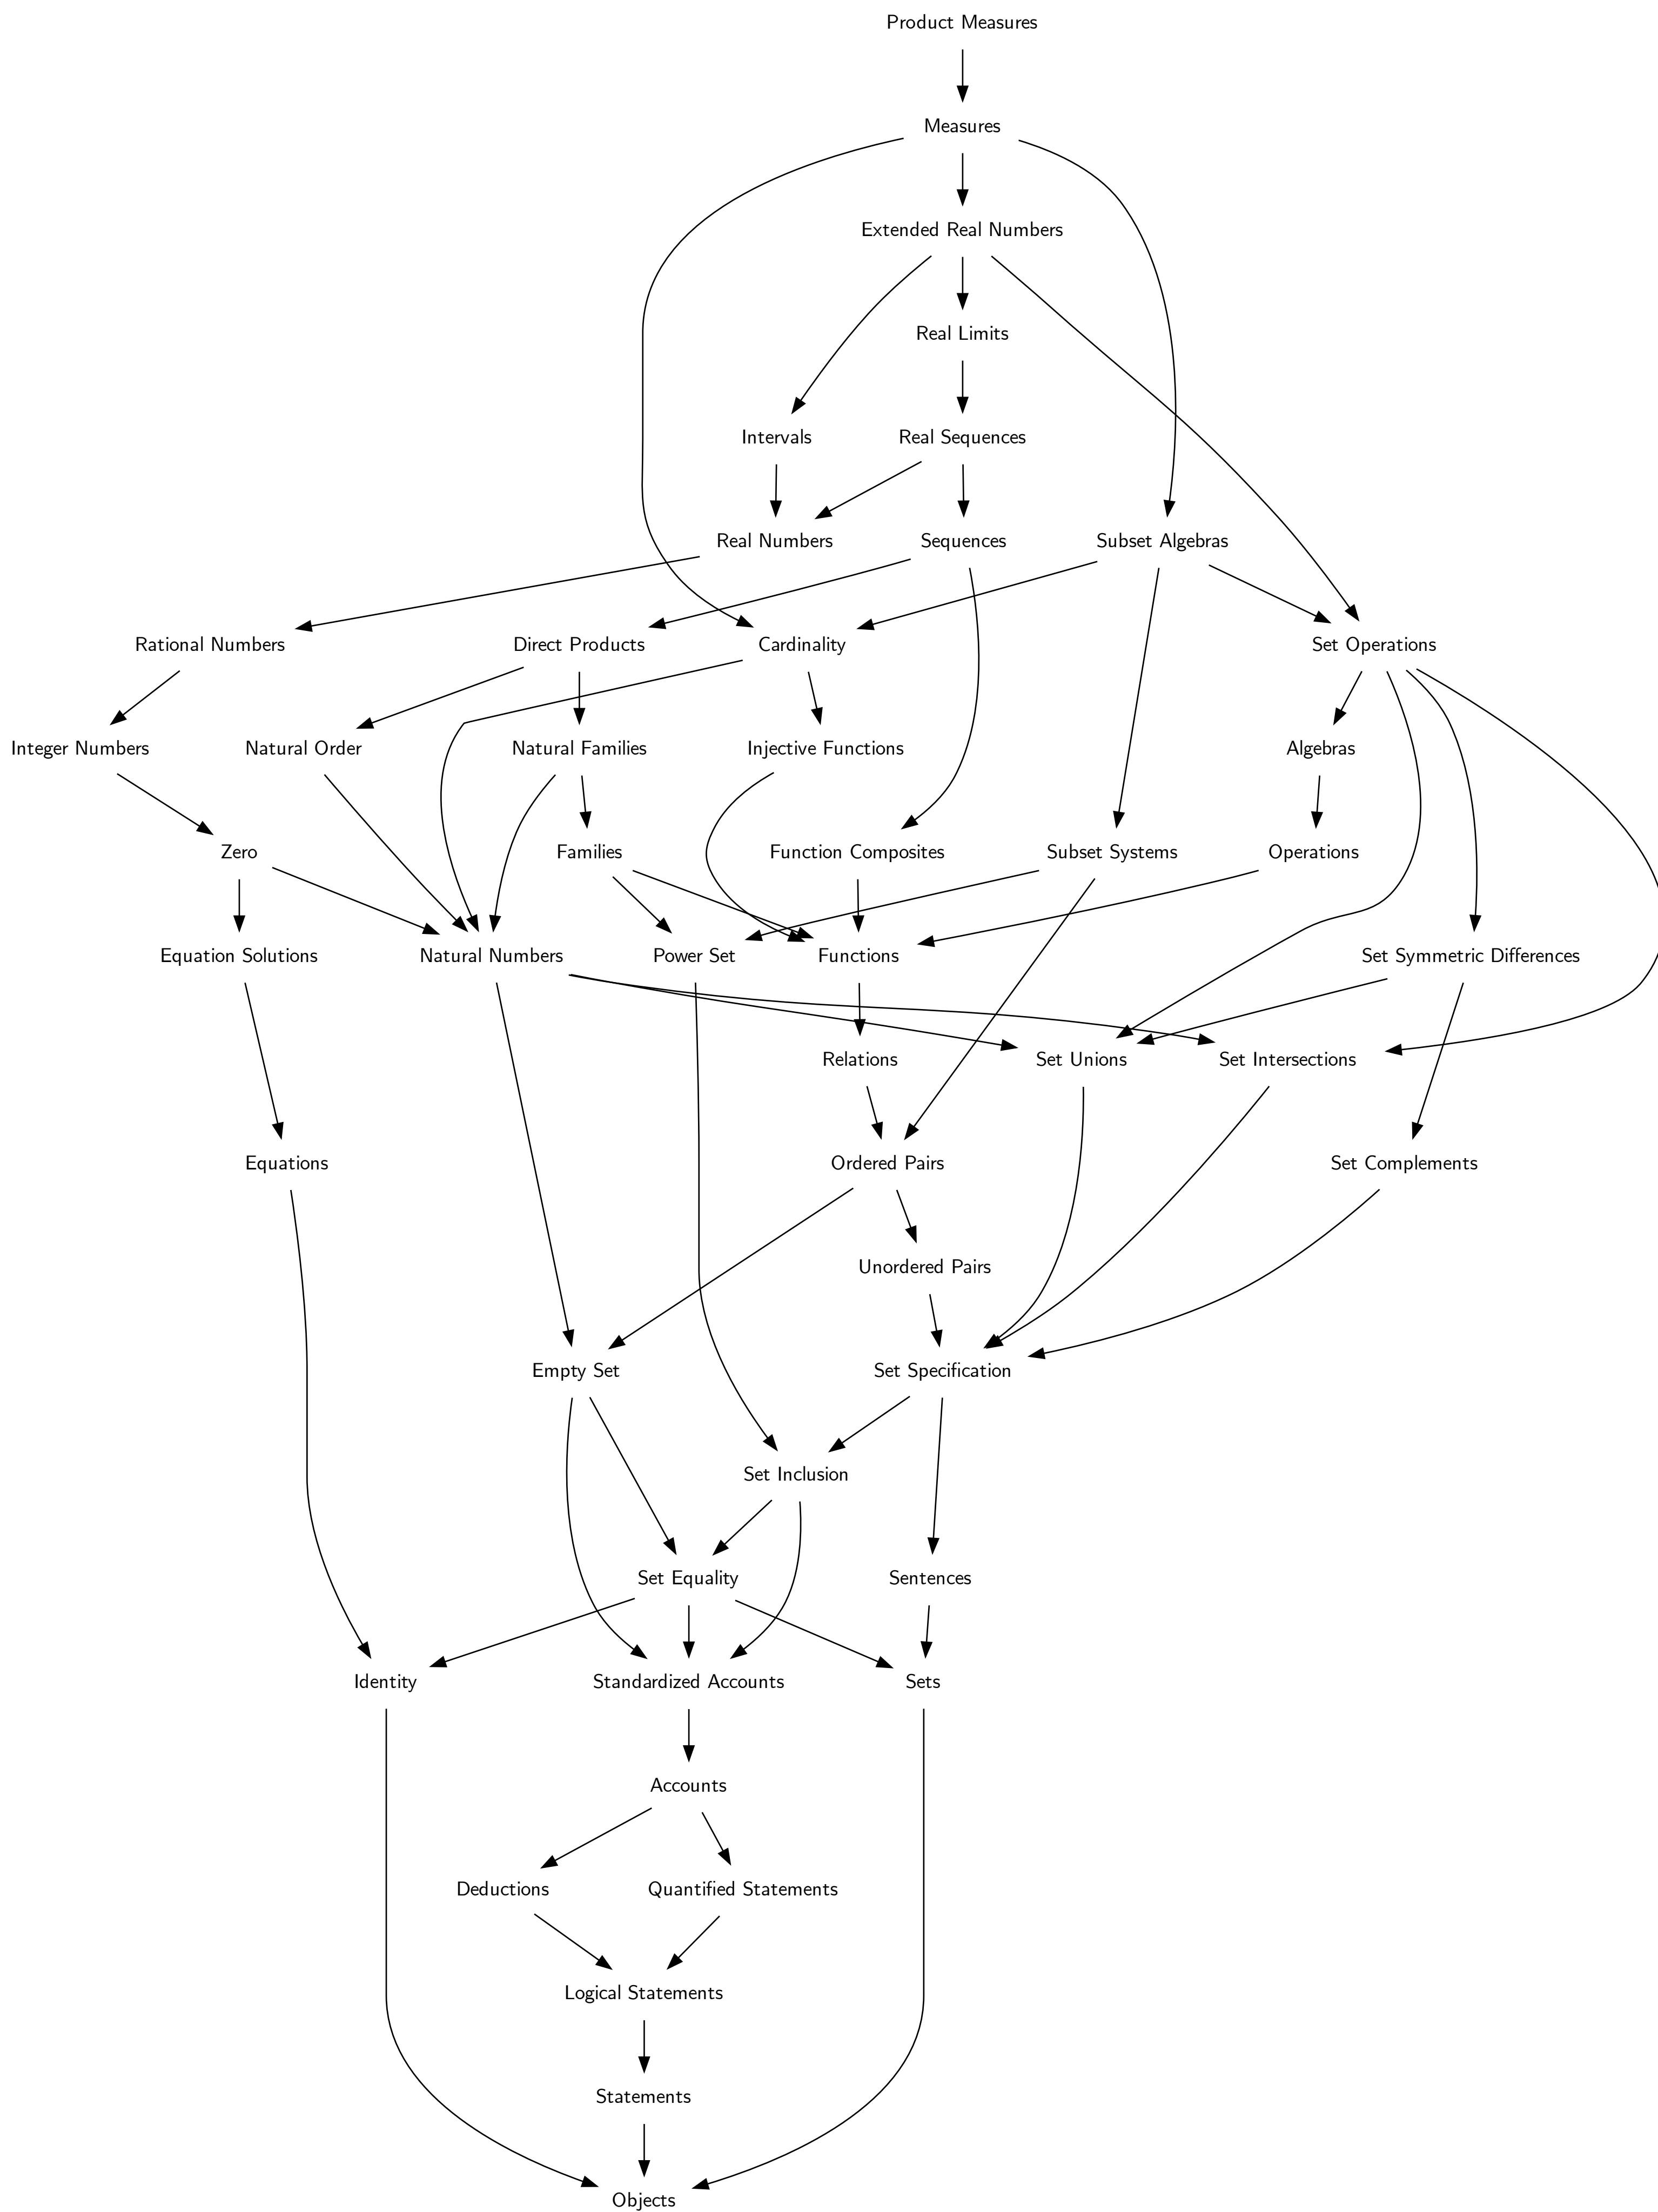 Product Measures
Measures
Extended Real Numbers
Real Limits
Intervals
Real Sequences
Real Numbers
Sequences
Subset Algebras
Rational Numbers
Direct Products
Cardinality
Set Operations
Integer Numbers
Natural Order
Natural Families
Injective Functions
Algebras
Zero
Families
Function Composites
Subset Systems
Operations
Equation Solutions
Natural Numbers
Power Set
Functions
Set Symmetric Differences
Relations
Set Unions
Set Intersections
Equations
Ordered Pairs
Set Complements
Unordered Pairs
Empty Set
Set Specification
Set Inclusion
Set Equality
Sentences
Identity
Standardized Accounts
Sets
Accounts
Deductions
Quantified Statements
Logical Statements
Statements
Objects